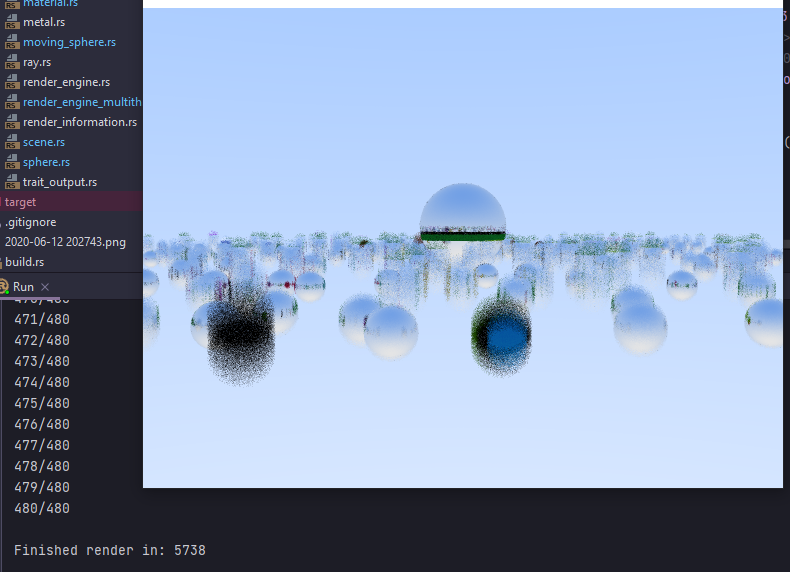 material.rs
metal.rs
moving_sphere.rs
ray.rs
render_engine.rs
render_engine_multith
render_information.rs
scene.rs
sphere.rs
trait_output.rs
target
.gitignore
2020-06-12 202743.png
build.rs
Run
470/480
471/480
472/480
473/480
474/480
475/480
476/480
477/480
478/480
479/480
480/480
Finished render in: 5738